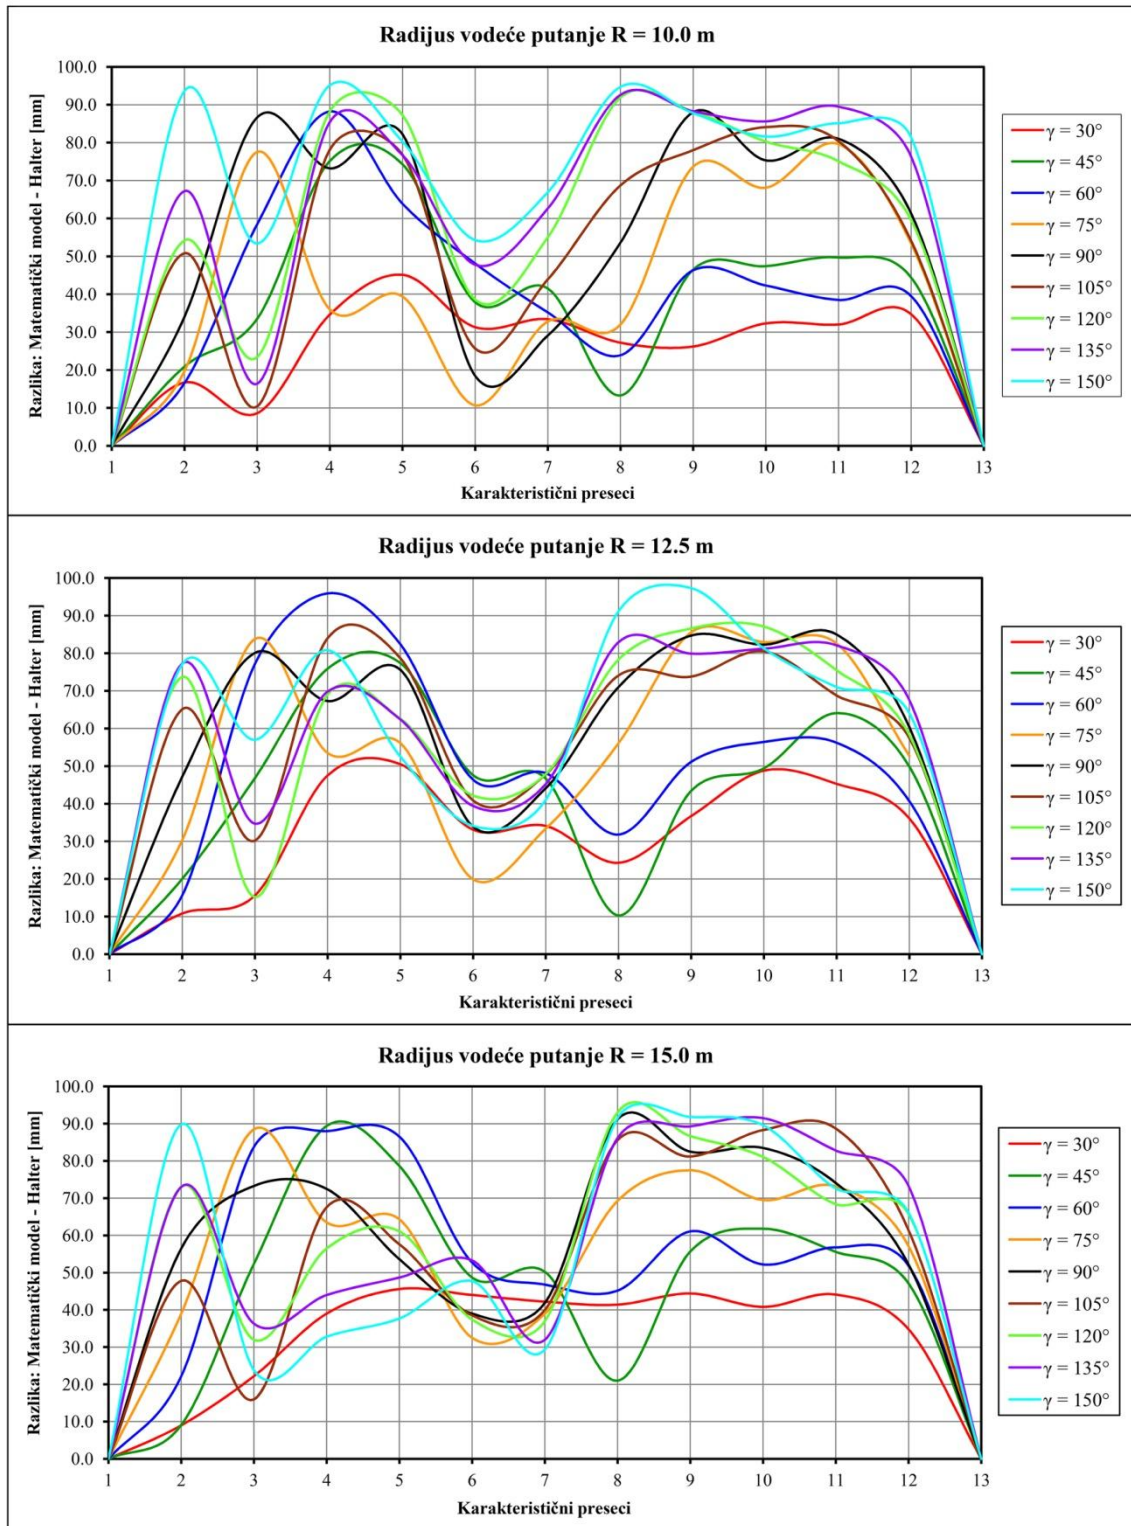 Radijus vodeće putanje R = 10.0 m
Razlika: Matematički model - Halter [mm]
100.0
90.0
80.0
70.0
60.0
50.0
40.0
30.0
20.0
10.0
0.0
1 2 3 4 5 6 7 8 9 10 11 12 13
Karakteristični preseci
γ = 30°
γ = 45°
γ = 60°
γ = 75°
γ = 90°
γ = 105°
γ = 120°
γ = 135°
γ = 150°
Radijus vodeće putanje R = 12.5 m
Razlika: Matematički model - Halter [mm]
100.0
90.0
80.0
70.0
60.0
50.0
40.0
30.0
20.0
10.0
0.0
1 2 3 4 5 6 7 8 9 10 11 12 13
Karakteristični preseci
γ = 30°
γ = 45°
γ = 60°
γ = 75°
γ = 90°
γ = 105°
γ = 120°
γ = 135°
γ = 150°
Radijus vodeće putanje R = 15.0 m
Razlika: Matematički model - Halter [mm]
100.0
90.0
80.0
70.0
60.0
50.0
40.0
30.0
20.0
10.0
0.0
1 2 3 4 5 6 7 8 9 10 11 12 13
Karakteristični preseci
γ = 30°
γ = 45°
γ = 60°
γ = 75°
γ = 90°
γ = 105°
γ = 120°
γ = 135°
γ = 150°